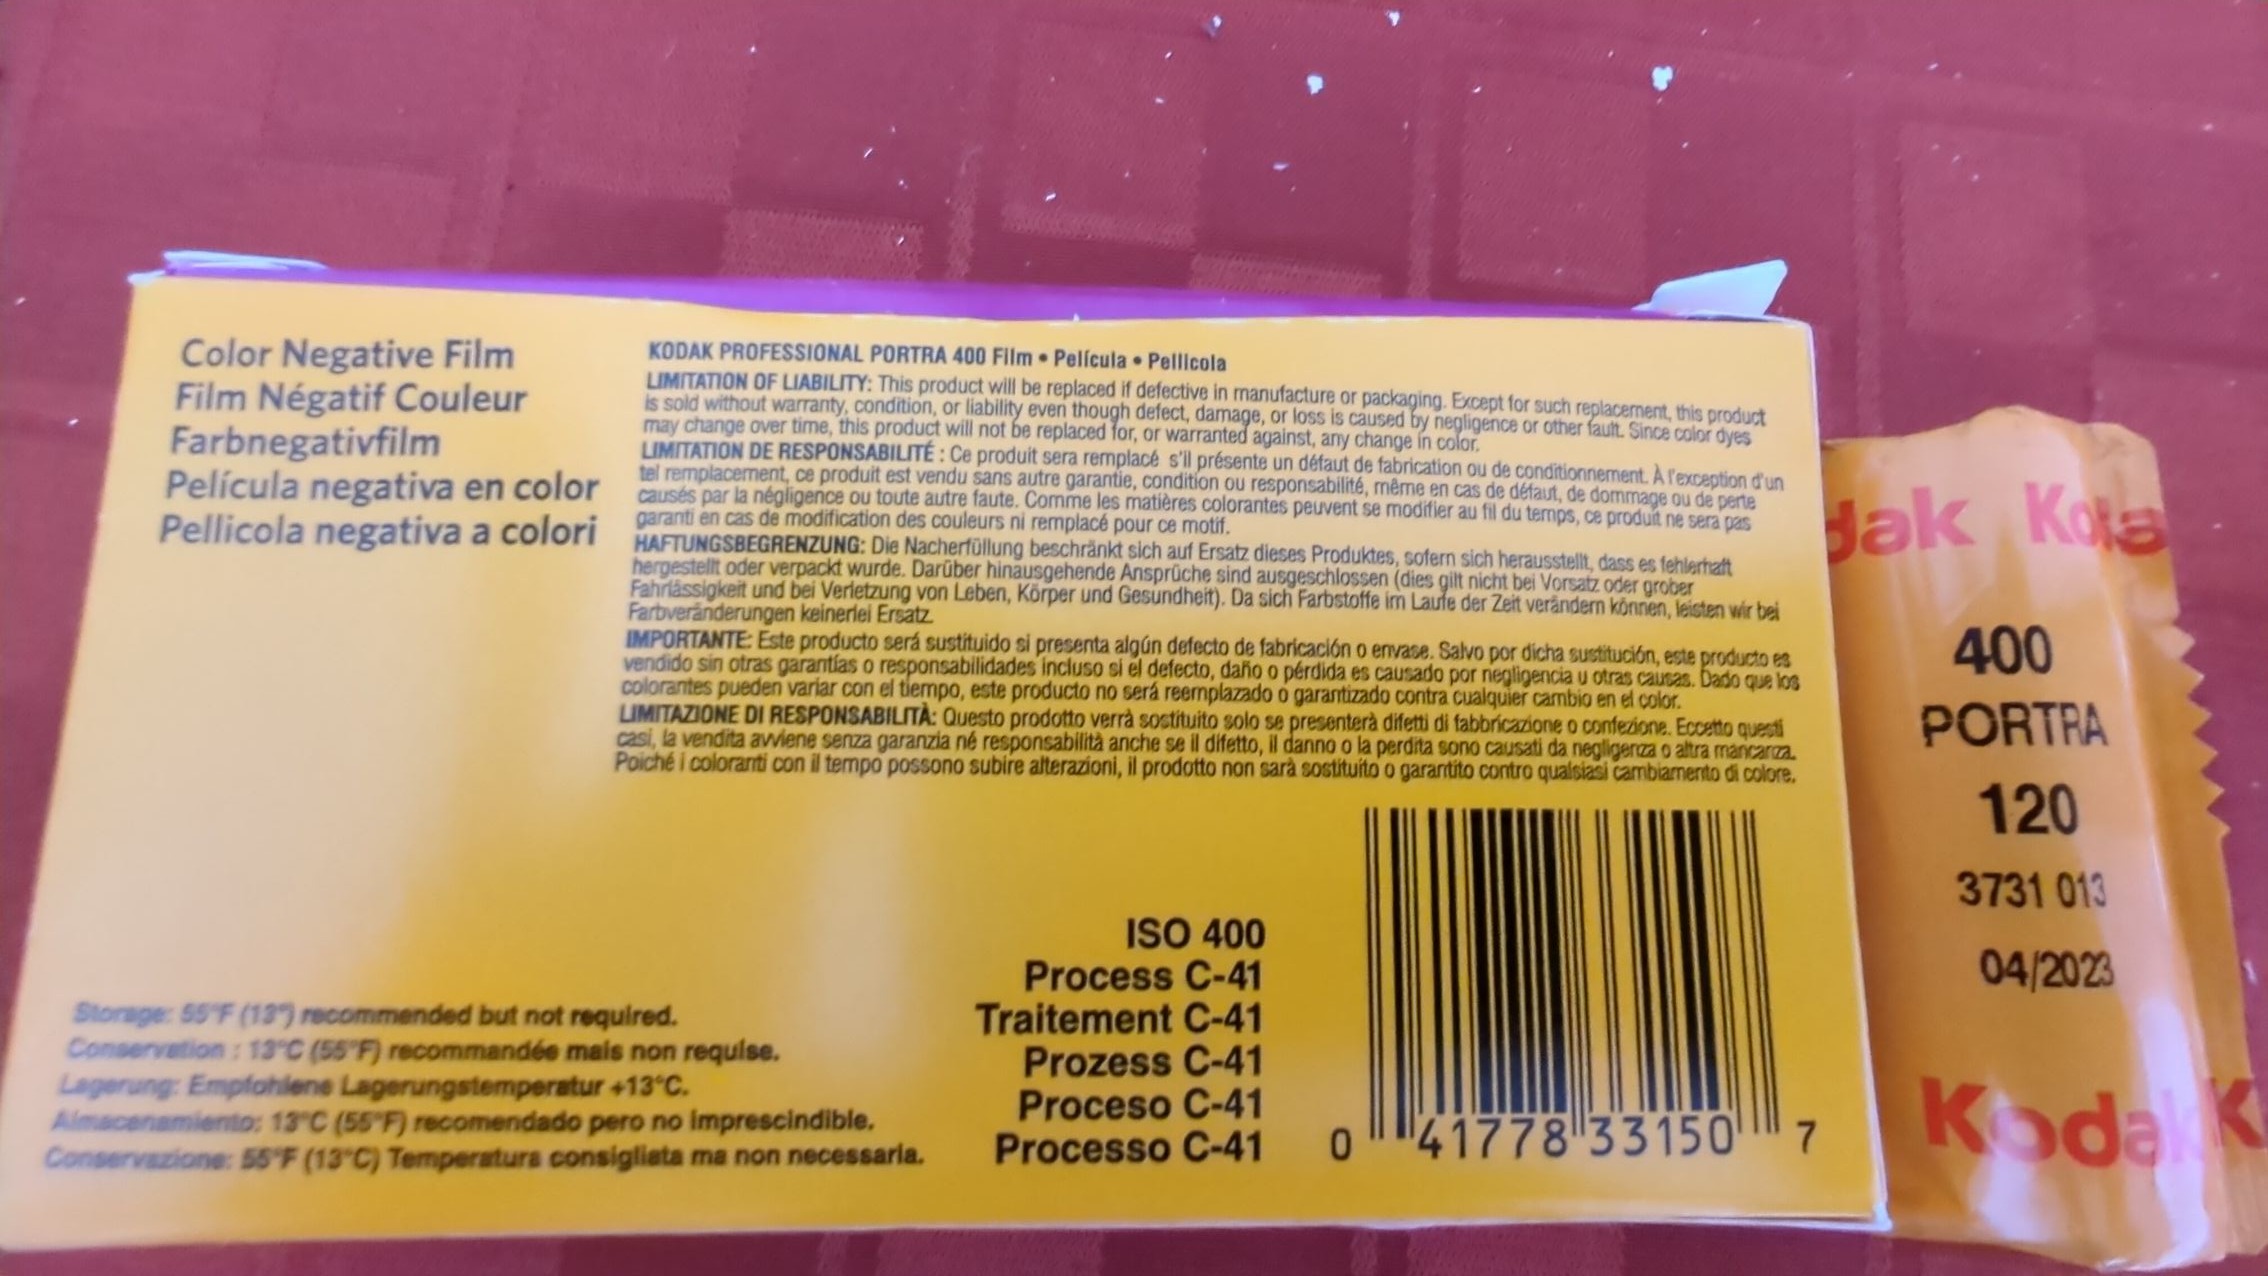 Color Negative Film
Film Négatif Couleur
Farbnegativfilm
Película negativa en color
Pellicola negativa a colori
KODAK PROFESSIONAL PORTRA 400 Film • Película • Pellicola
LIMITATION OF LIABILITY: This product will be replaced if defective in manufacture or packaging. Except for such replacement, this product
is sold without warranty, condition, or liability even though defect, damage, or loss is caused by negligence or other fault. Since color dyes
may change over time, this product will not be replaced for, or warranted against, any change in color.
LIMITATION DE RESPONSABILITÉ : Ce produit sera remplacé s'il présente un défaut de fabrication ou de conditionnement. À l'exception d'un
tel remplacement, ce produit est vendu sans autre garantie, condition ou responsabilité, même en cas de défaut, de dommage ou de perte
causés par la négligence ou toute autre faute. Comme les matières colorantes peuvent se modifier au fil du temps, ce produit ne sera pas
garanti en cas de modification des couleurs ni remplacé pour ce motif.
HAFTUNGSBEGRENZUNG: Die Nacherfüllung beschränkt sich auf Ersatz dieses Produktes, sofern sich herausstellt, dass es fehlerhaft
hergestellt oder verpackt wurde. Darüber hinausgehende Ansprüche sind ausgeschlossen (dies gilt nicht bei Vorsatz oder grober
Fahrlässigkeit und bei Verletzung von Leben, Körper und Gesundheit). Da sich Farbstoffe im Laufe der Zeit verändern können, leisten wir bei
Farbveränderungen keinerlei Ersatz.
IMPORTANTE: Este producto será sustituido si presenta algún defecto de fabricación o envase. Salvo por dicha sustitución, este producto es
vendido sin otras garantías o responsabilidades incluso si el defecto, daño o pérdida es causado por negligencia u otras causas. Dado que los
colorantes pueden variar con el tiempo, este producto no será reemplazado o garantizado contra cualquier cambio en el color.
LIMITAZIONE DI RESPONSABILITÀ: Questo prodotto verrà sostituito solo se presenterà difetti di fabbricazione o confezione. Eccetto questi
casi, la vendita avviene senza garanzia né responsabilità anche se il difetto, il danno o la perdita sono causati da negligenza o altra mancanza.
Poiché i coloranti con il tempo possono subire alterazioni, il prodotto non sarà sostituito o garantito contro qualsiasi cambiamento di colore.
Storage: 55°F (13°) recommended but not required.
Conservation : 13°C (55°F) recommandée mais non requise.
Lagerung: Empfohlene Lagerungstemperatur +13°C.
Almacenamiento: 13°C (55°F) recomendado pero no imprescindible.
Conservazione: 55°F (13°C) Temperatura consigliata ma non necessaria.
ISO 400
Process C-41
Traitement C-41
Prozess C-41
Proceso C-41
Processo C-41
0 41778 33150 7
dak Koda
400
PORTRA
120
3731 013
04/2023
Kodak K